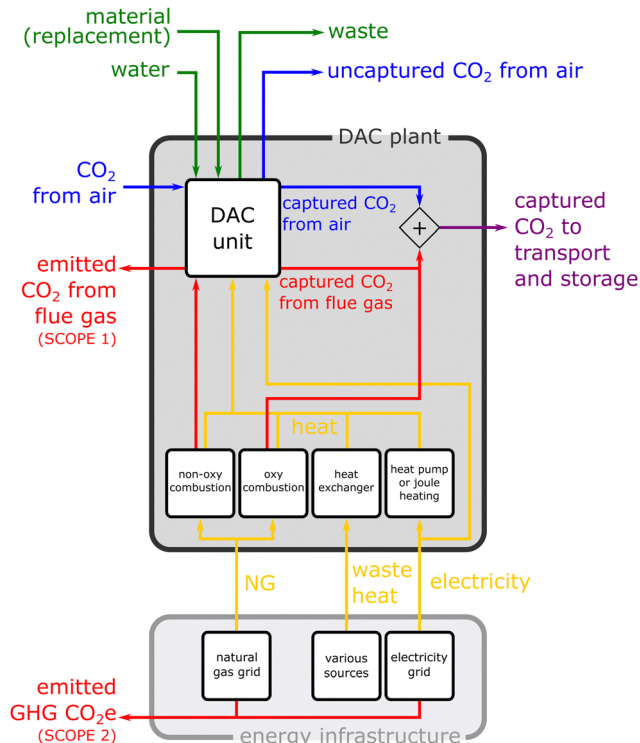 material
(replacement)
waste
water
uncaptured CO₂ from air
DAC plant
CO₂
from air
DAC
unit
captured CO₂
from air
+
captured
CO₂ to
transport
and storage
emitted
CO₂ from
flue gas
(SCOPE 1)
captured CO₂
from flue gas
heat
non-oxy
combustion
oxy
combustion
heat
exchanger
heat pump
or joule
heating
NG
waste
heat
electricity
natural
gas grid
various
sources
electricity
grid
emitted
GHG CO₂e
(SCOPE 2)
energy infrastructure